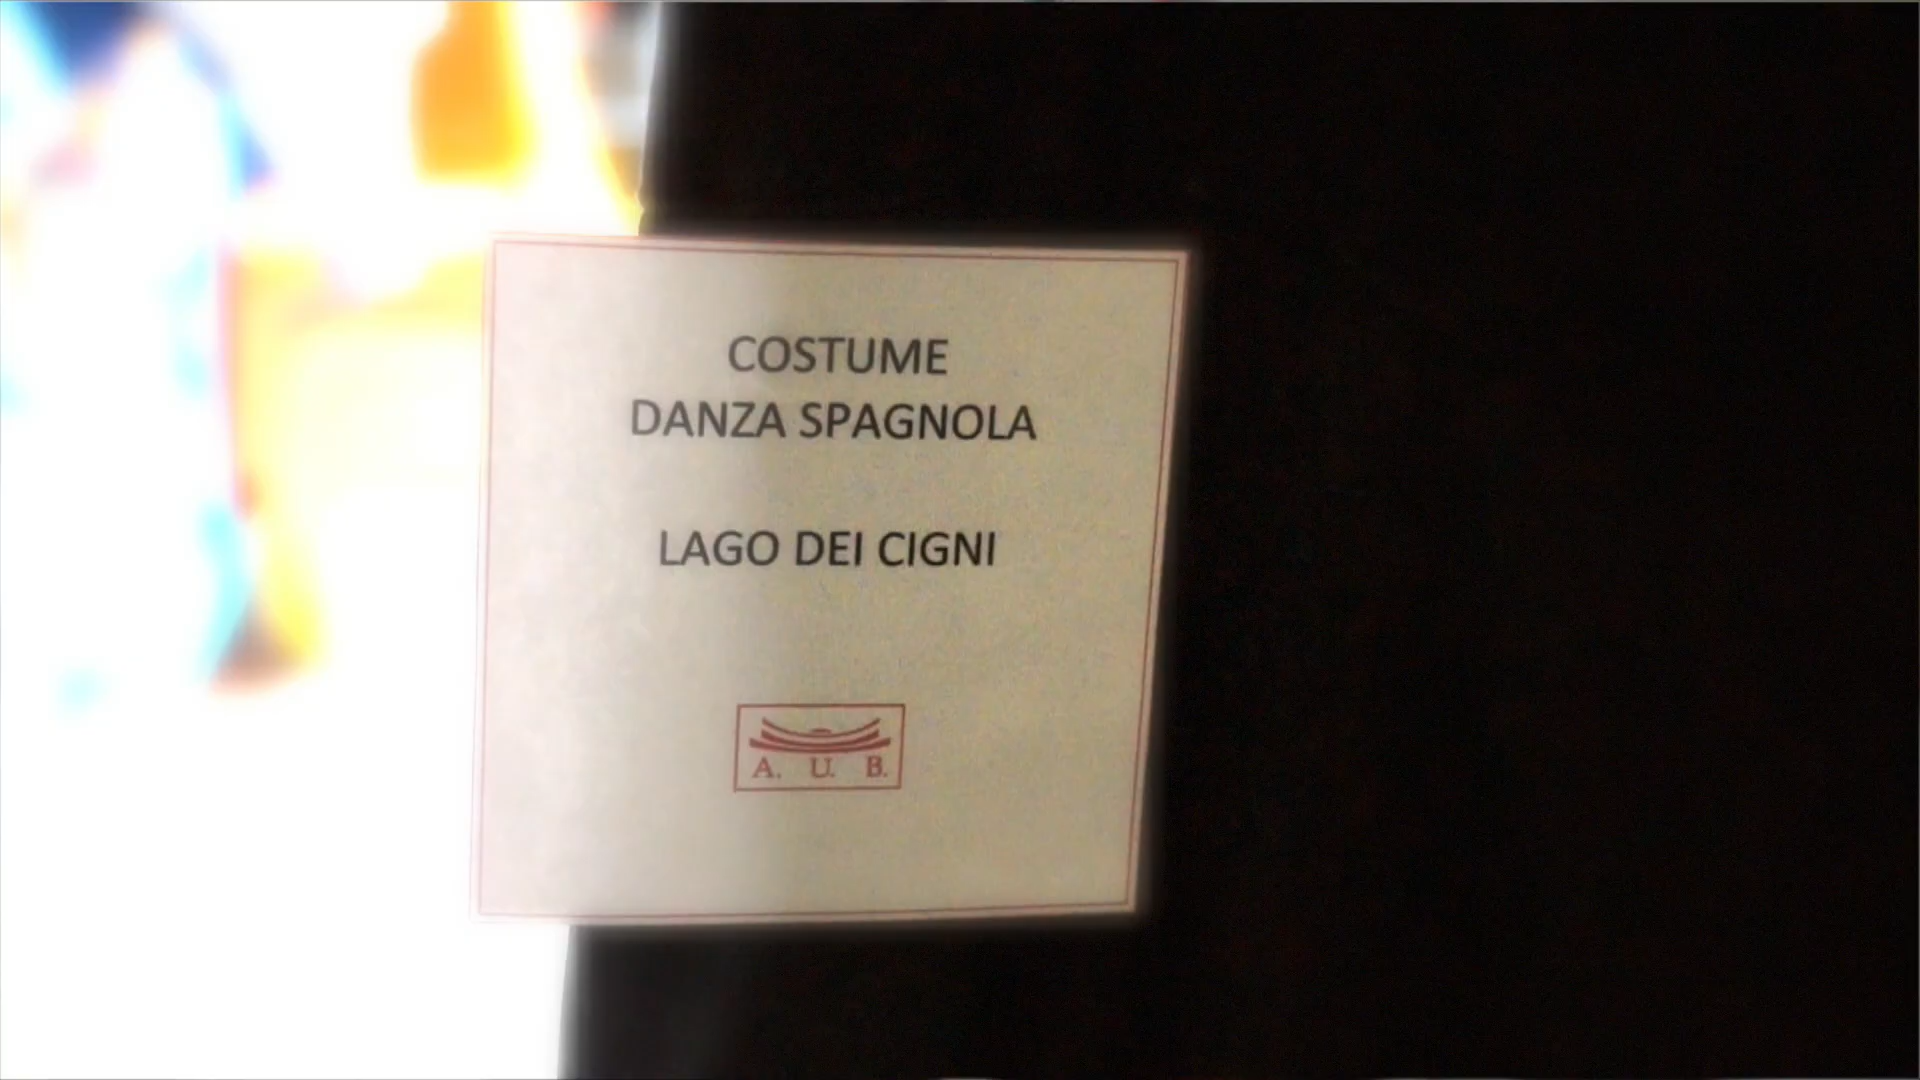 COSTUME
DANZA SPAGNOLA
LAGO DEI CIGNI
A. U. B.